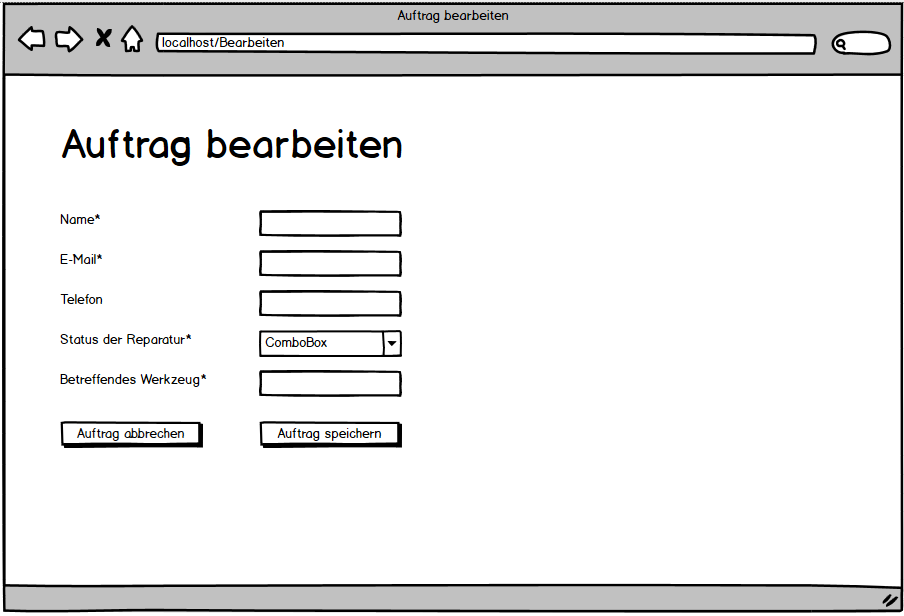 Auftrag bearbeiten
localhost/Bearbeiten
Auftrag bearbeiten
Name*
E-Mail*
Telefon
Status der Reparatur*
ComboBox
Betreffendes Werkzeug*
Auftrag abbrechen
Auftrag speichern